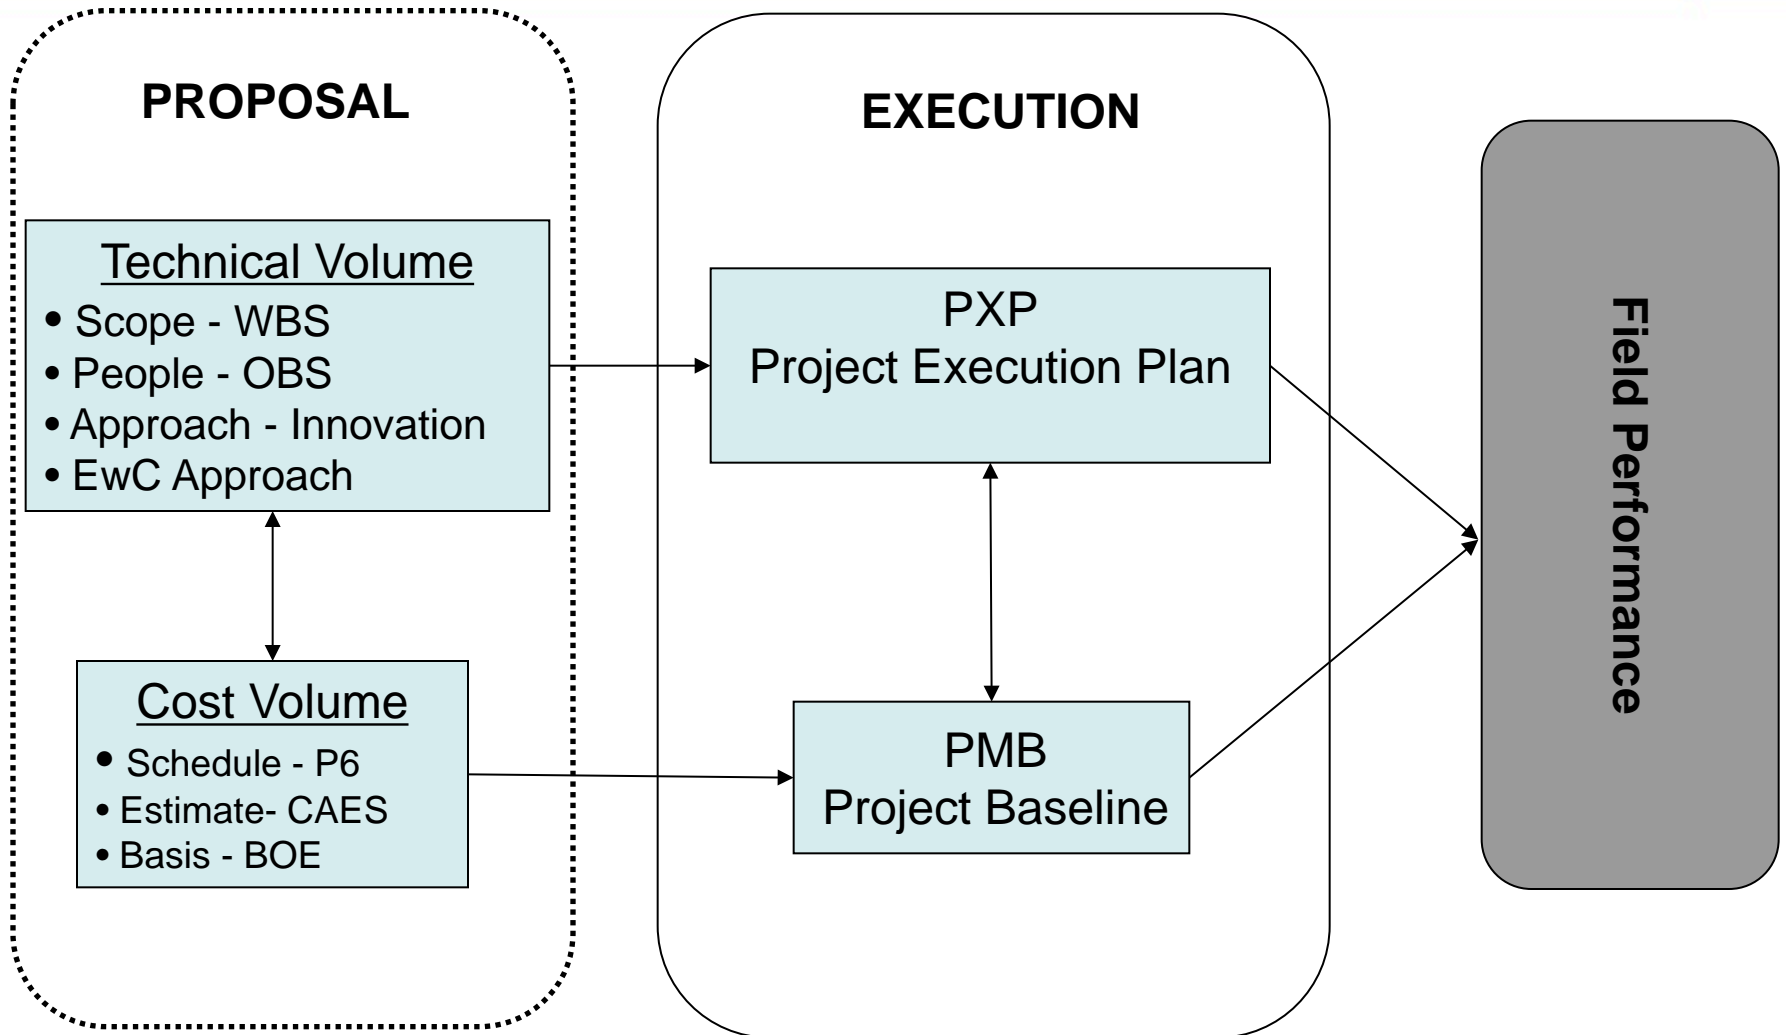 PROPOSAL
Technical Volume
• Scope - WBS
• People - OBS
• Approach - Innovation
• EwC Approach
Cost Volume
• Schedule - P6
• Estimate- CAES
• Basis - BOE
EXECUTION
PXP
Project Execution Plan
PMB
Project Baseline
Field Performance